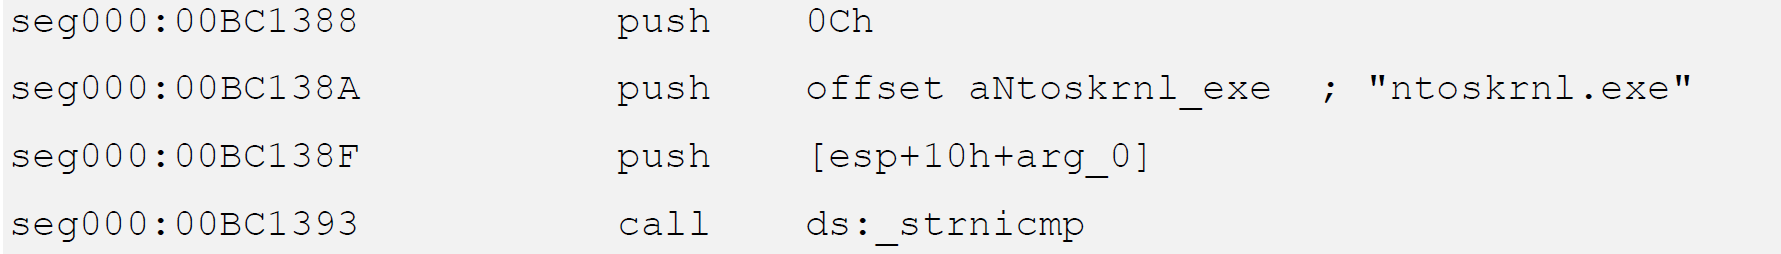 seg000:00BC1388 push 0Ch
seg000:00BC138A push offset aNtoskrnl_exe ; "ntoskrnl.exe"
seg000:00BC138F push [esp+10h+arg_0]
seg000:00BC1393 call ds:_strnicmp